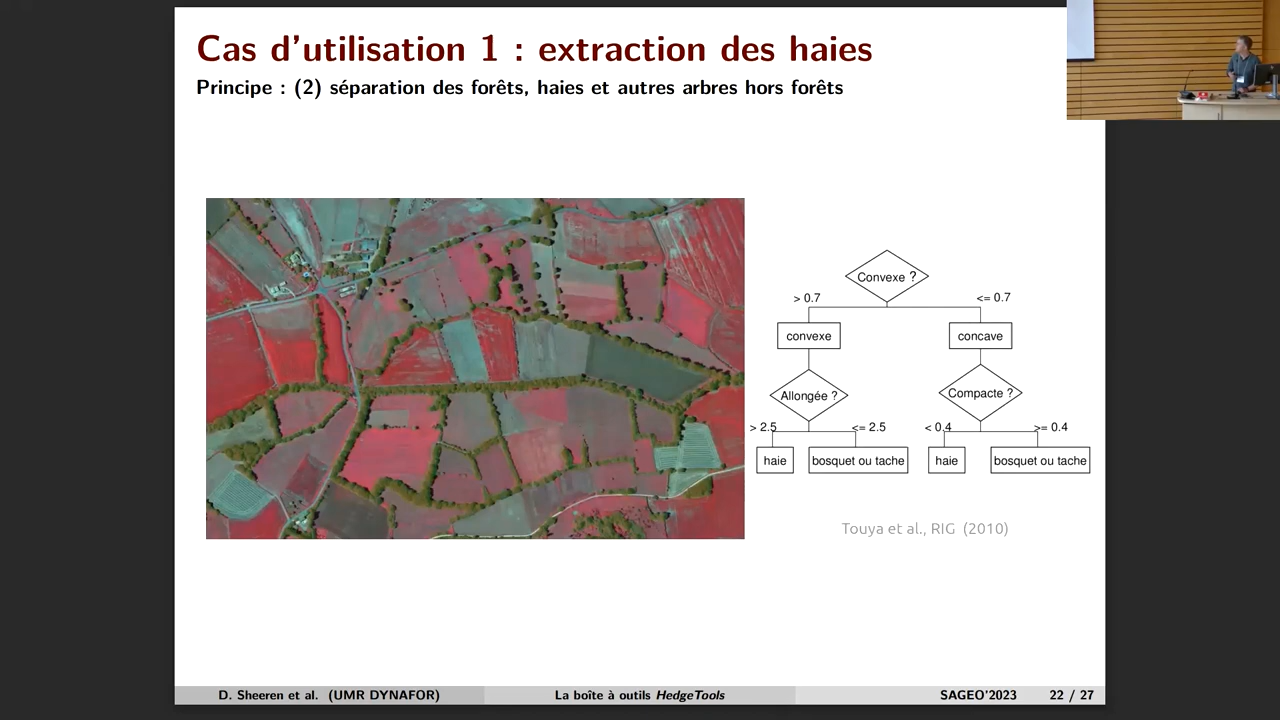 Cas d'utilisation 1 : extraction des haies
Principe : (2) séparation des forêts, haies et autres arbres hors forêts
Convexe ?
> 0.7
<= 0.7
convexe
concave
Allongée ?
Compacte ?
> 2.5
<= 2.5
< 0.4
>= 0.4
haie
bosquet ou tache
haie
bosquet ou tache
Touya et al., RIG (2010)
D. Sheeren et al. (UMR DYNAFOR)
La boîte à outils HedgeTools
SAGEO'2023
22 / 27